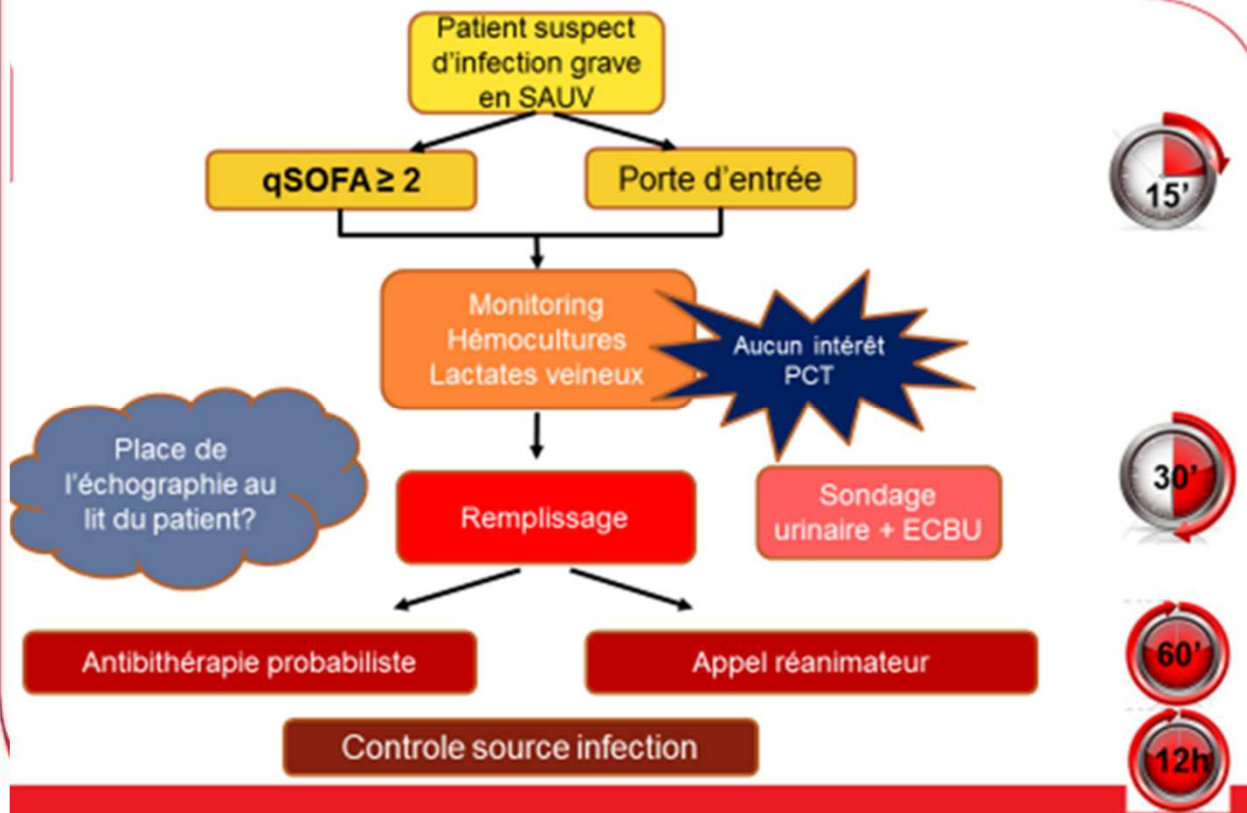 Patient suspect
d'infection grave
en SAUV
qSOFA ≥ 2
Porte d'entrée
15'
Monitoring
Hémocultures
Lactates veineux
Aucun intérêt
PCT
Place de
l'échographie au
lit du patient?
Remplissage
Sondage
urinaire + ECBU
30'
Antibithérapie probabiliste
Appel réanimateur
60'
Controle source infection
12h